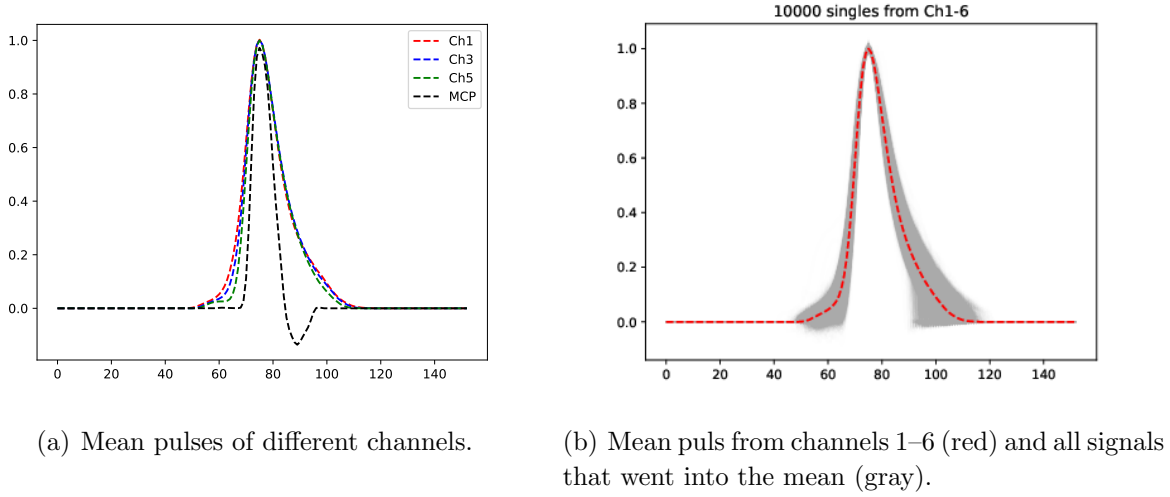 1.0
0.8
0.6
0.4
0.2
0.0
0 20 40 60 80 100 120 140
Ch1
Ch3
Ch5
MCP
10000 singles from Ch1-6
1.0
0.8
0.6
0.4
0.2
0.0
0 20 40 60 80 100 120 140
(a) Mean pulses of different channels.
(b) Mean puls from channels 1–6 (red) and all signals
that went into the mean (gray).